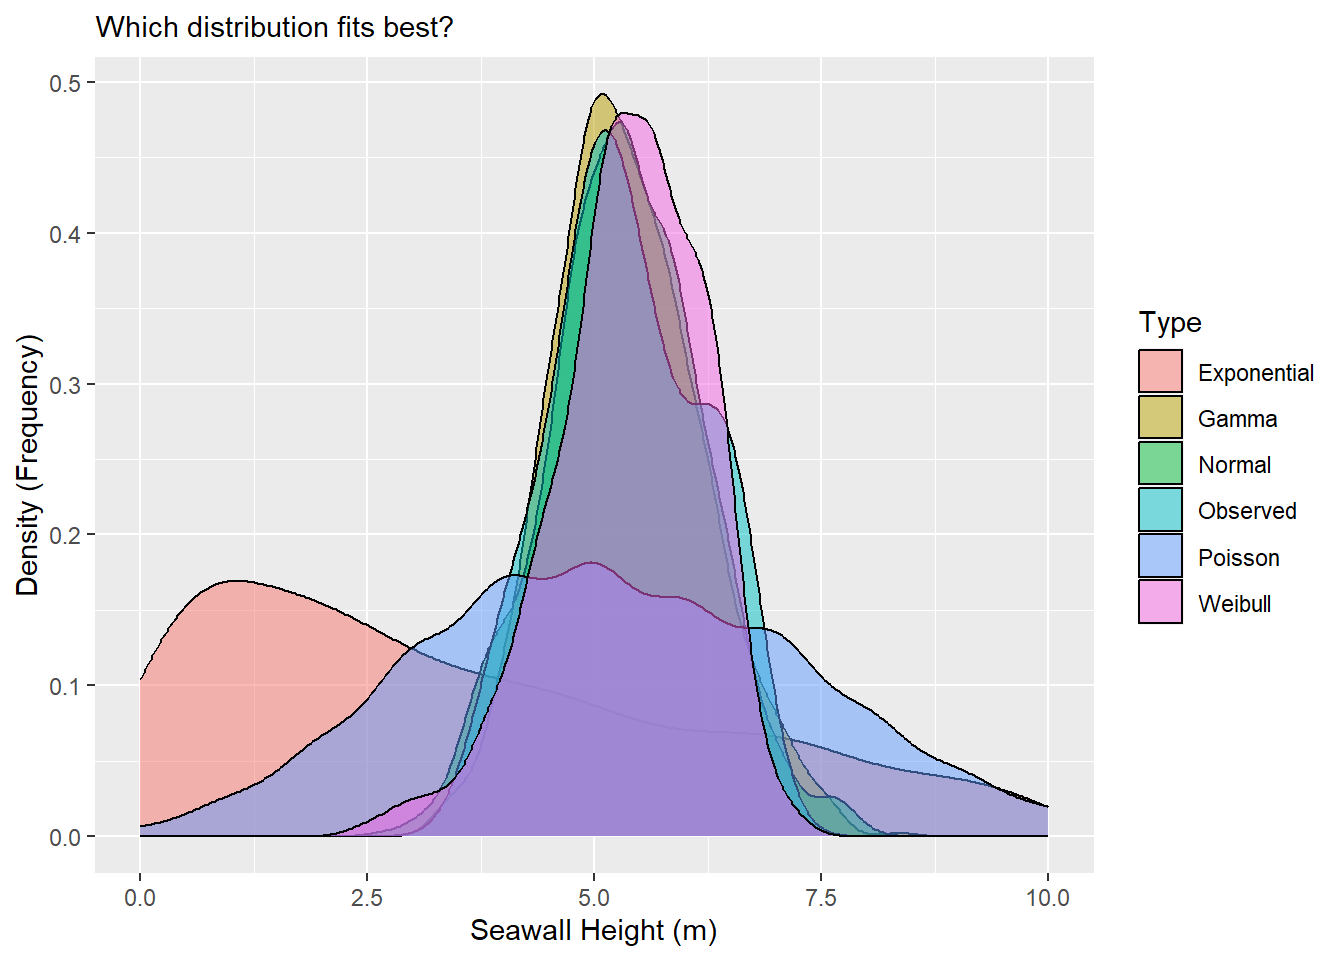 Which distribution fits best?
0.5
0.4
0.3
0.2
0.1
0.0
Density (Frequency)
0.0 2.5 5.0 7.5 10.0
Seawall Height (m)
Type
Exponential
Gamma
Normal
Observed
Poisson
Weibull